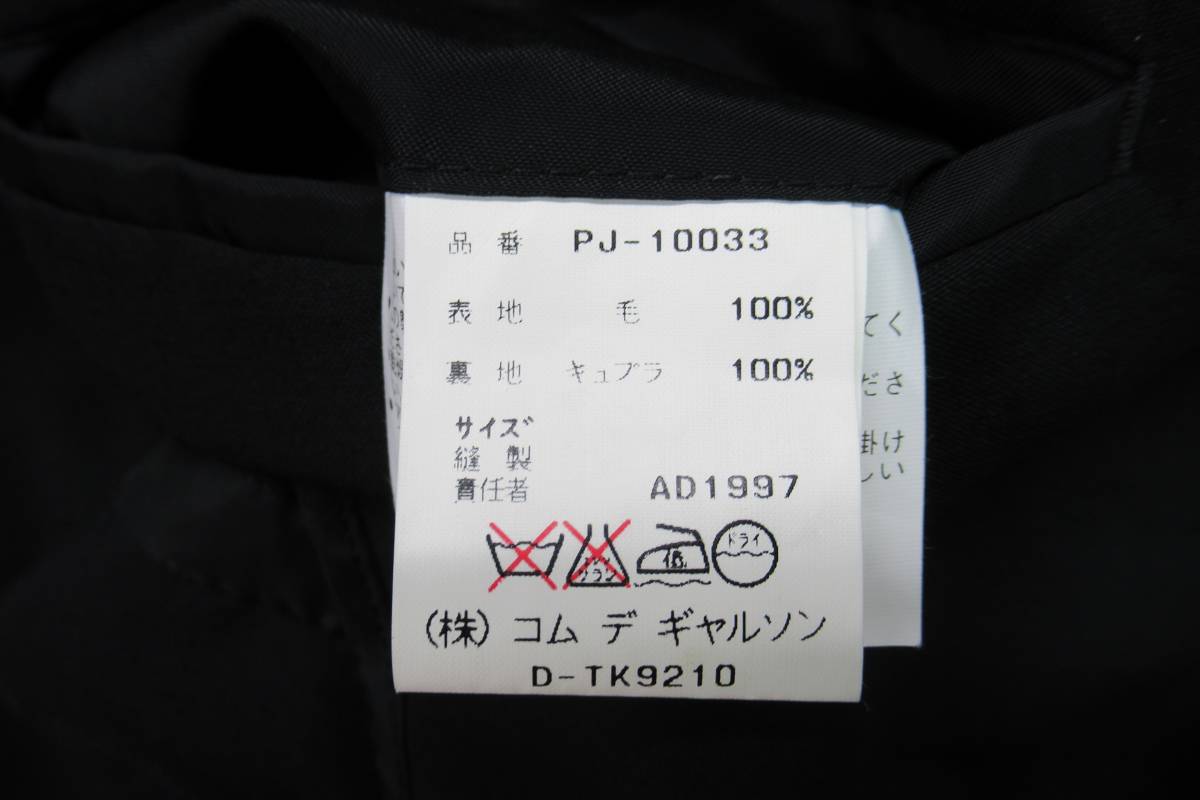 品番 PJ-10033
表地 毛 100%
裏地 キュプラ 100%
サイズ
縫製
責任者 AD1997
低
ドライ
(株) コム デ ギャルソン
D-TK9210
てく
ださ
掛け
しい